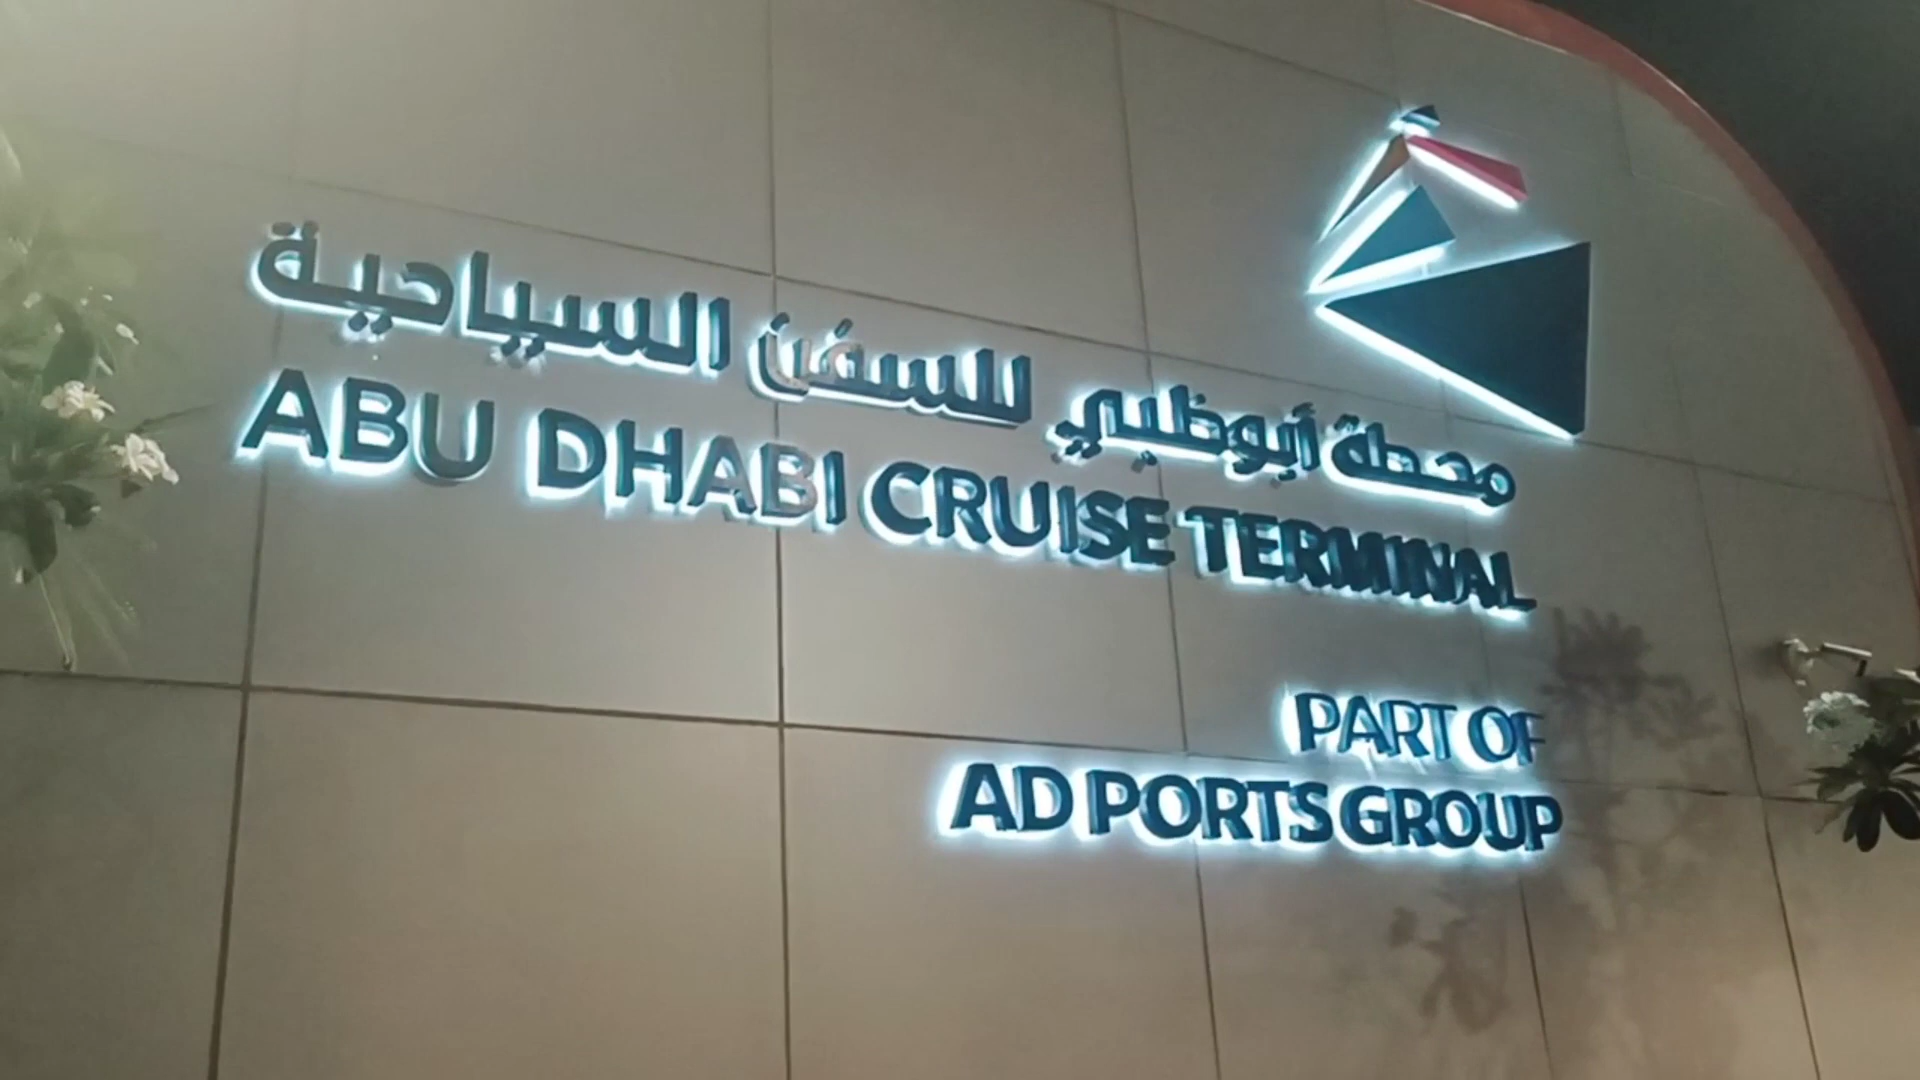 محطة أبوظبي للسفن السياحية
ABU DHABI CRUISE TERMINAL
PART OF
AD PORTS GROUP